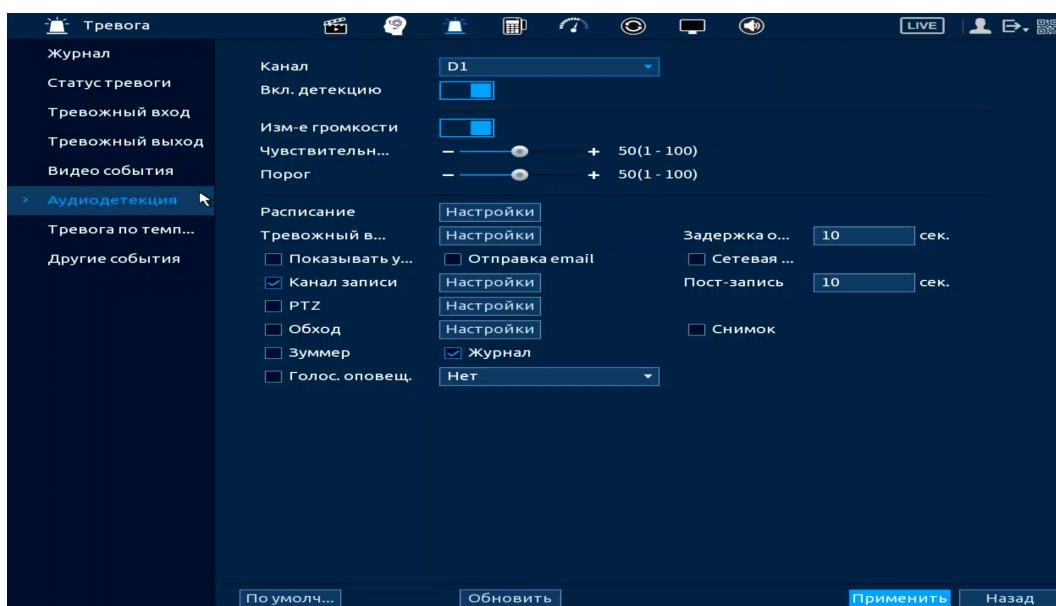 Тревога
LIVE
Журнал
Статус тревоги
Тревожный вход
Тревожный выход
Видео события
> Аудиодетекция
Тревога по темп...
Другие события
Канал D1
Вкл. детекцию
Изм-е громкости
Чувствительн... − + 50(1 - 100)
Порог − + 50(1 - 100)
Расписание Настройки
Тревожный в... Настройки Задержка о... 10 сек.
Показывать у... Отправка email Сетевая ...
Канал записи Настройки Пост-запись 10 сек.
PTZ Настройки
Обход Настройки Снимок
Зуммер Журнал
Голос. оповещ. Нет
По умолч... Обновить Применить Назад